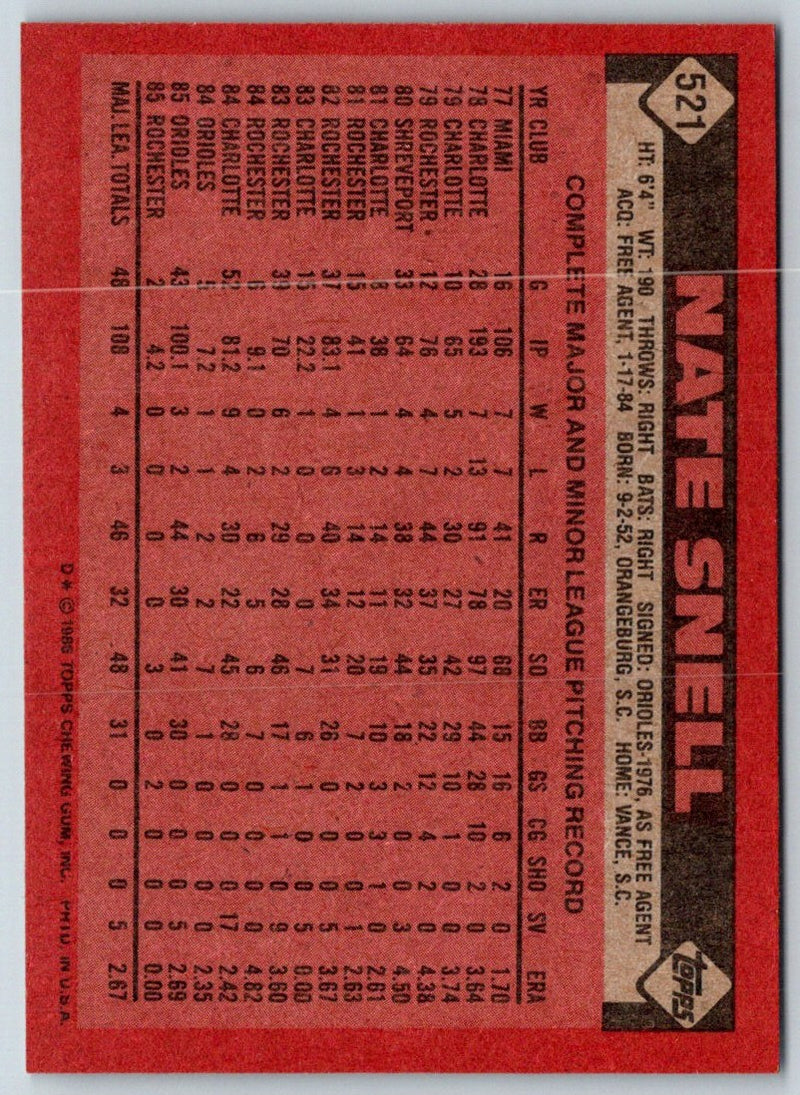 521
NATE SNELL
TOPPS
HT: 6'4" WT: 190 THROWS: RIGHT BATS: RIGHT SIGNED: ORIOLES-1976, AS FREE AGENT
ACQ: FREE AGENT, 1-17-84 BORN: 9-2-52, ORANGEBURG, S.C. HOME: VANCE, S.C.
COMPLETE MAJOR AND MINOR LEAGUE PITCHING RECORD
YR CLUB G IP W L R ER SO BB GS CG SHO SV ERA
77 MIAMI 16 106 7 7 41 20 68 15 16 6 2 0 1.70
78 CHARLOTTE 28 193 7 13 91 78 97 44 28 10 2 0 3.64
79 CHARLOTTE 10 65 5 2 30 27 42 29 10 1 0 0 3.74
79 ROCHESTER 12 76 4 7 44 37 35 22 12 4 2 0 4.38
80 SHREVEPORT 33 64 4 4 38 32 44 18 2 0 0 3 4.50
81 CHARLOTTE 8 38 1 2 14 11 19 10 3 3 1 0 2.61
81 ROCHESTER 15 41 1 3 14 12 20 2 2 0 0 1 2.63
82 ROCHESTER 37 83.1 4 6 40 34 31 26 0 0 0 5 3.67
83 CHARLOTTE 15 22.2 1 0 0 0 7 6 1 1 0 5 0.00
83 ROCHESTER 39 70 6 2 29 28 46 17 1 1 0 9 3.60
84 ROCHESTER 6 9.1 0 2 6 5 6 7 0 0 0 0 4.82
84 CHARLOTTE 52 81.2 9 4 30 22 45 28 0 0 0 17 2.42
84 ORIOLES 5 7.2 1 1 2 2 7 1 0 0 0 0 2.35
85 ORIOLES 43 100.1 3 2 44 30 41 30 0 0 0 5 2.69
85 ROCHESTER 2 4.2 0 0 0 0 3 0 2 0 0 0 0.00
MAJ.LEA.TOTALS 48 108 4 3 46 32 48 31 0 0 0 5 2.67
D* © 1986 TOPPS CHEWING GUM, INC. PRTD. IN U.S.A.